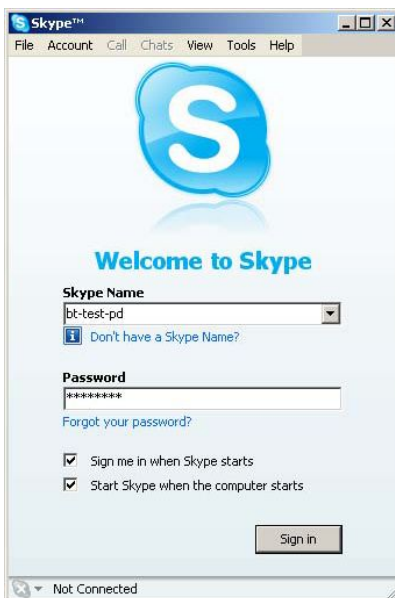 Skype™
File Account Call Chats View Tools Help
S
Welcome to Skype
Skype Name
bt-test-pd
Don't have a Skype Name?
Password
********
Forgot your password?
Sign me in when Skype starts
Start Skype when the computer starts
Sign in
Not Connected